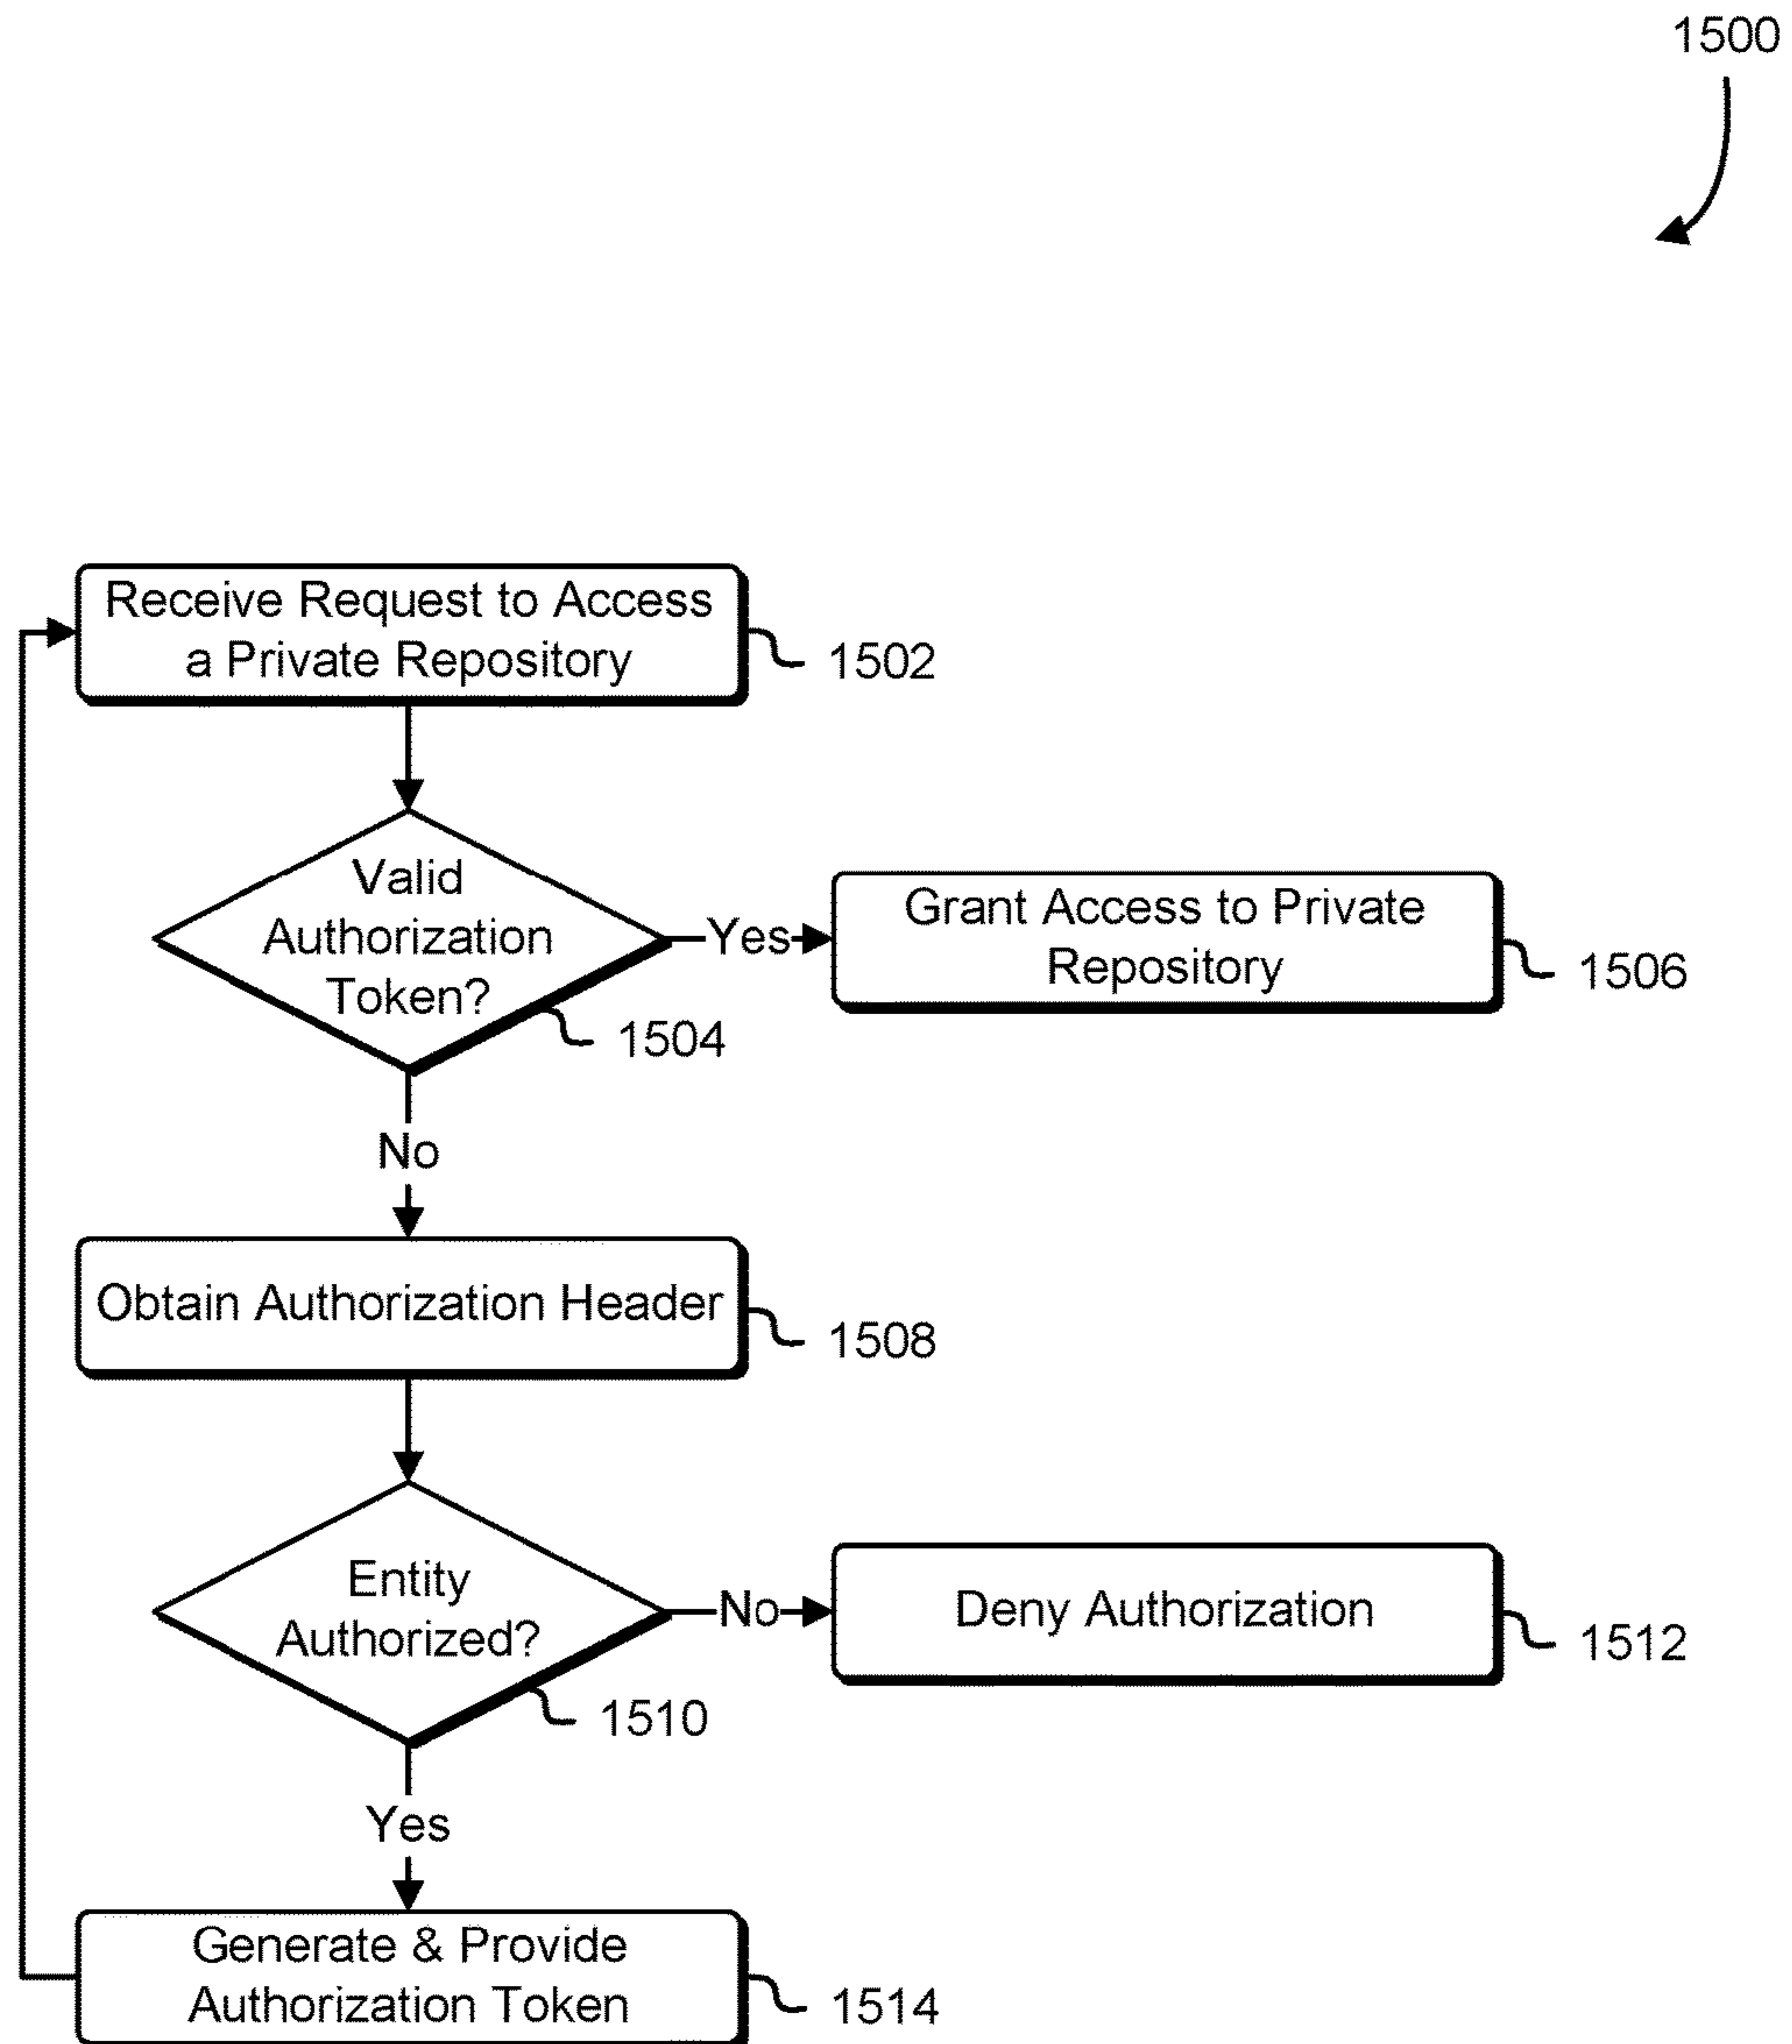 1500
Receive Request to Access
a Private Repository
1502
Valid
Authorization
Token?
1504
Yes
Grant Access to Private
Repository
1506
No
Obtain Authorization Header
1508
Entity
Authorized?
1510
No
Deny Authorization
1512
Yes
Generate & Provide
Authorization Token
1514